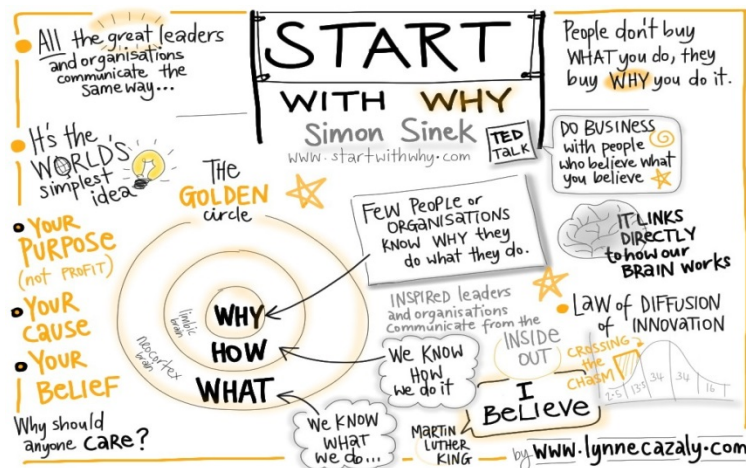 ALL the great leaders
and organisations
communicate the
same way...
START
WITH WHY
Simon Sinek
www.startwithwhy.com
TED
TALK
People don't buy
WHAT you do, they
buy WHY you do it.
DO BUSINESS
with people
who believe what
you believe
It's the
WORLD'S
simplest
idea
THE
GOLDEN
circle
FEW PEOPLE or
ORGANISATIONS
KNOW WHY they
do what they do.
IT LINKS
DIRECTLY
to how our
BRAIN WORKS
YOUR
PURPOSE
(not PROFIT)
YOUR
CAUSE
YOUR
BELIEF
Why should
anyone CARE?
limbic
brain
neocortex
brain
WHY
HOW
WHAT
INSPIRED leaders
and organisations
communicate from the
INSIDE
OUT
We KNOW
HOW
we do it
We KNOW
WHAT
we do...
I
BeLIeve
MARTIN
LUTHER
KING
LAW of DIFFUSION
of INNOVATION
CROSSING
the
CHASM
2.5 13.5 34 34 16
by www.lynnecazaly.com